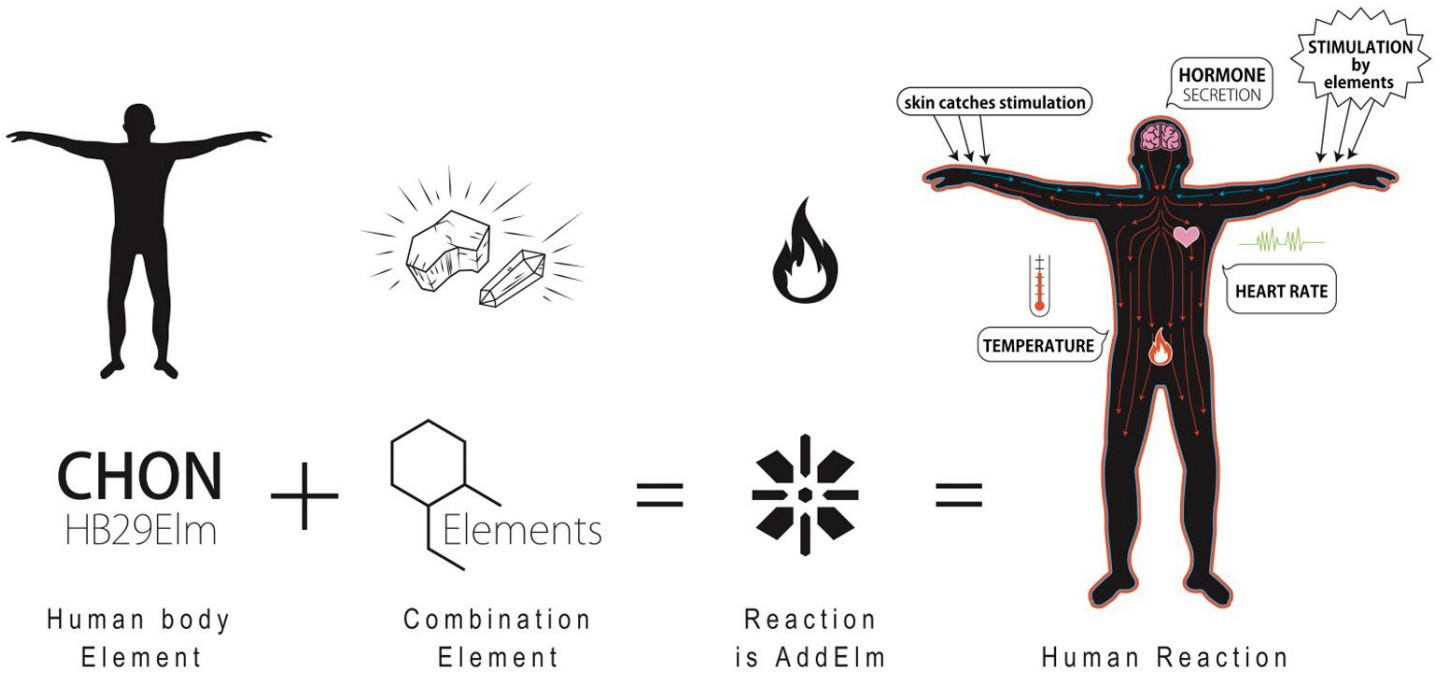 skin catches stimulation
HORMONE
SECRETION
STIMULATION
by
elements
HEART RATE
TEMPERATURE
CHON
HB29Elm
+
Elements
=
=
Human body
Element
Combination
Element
Reaction
is AddElm
Human Reaction